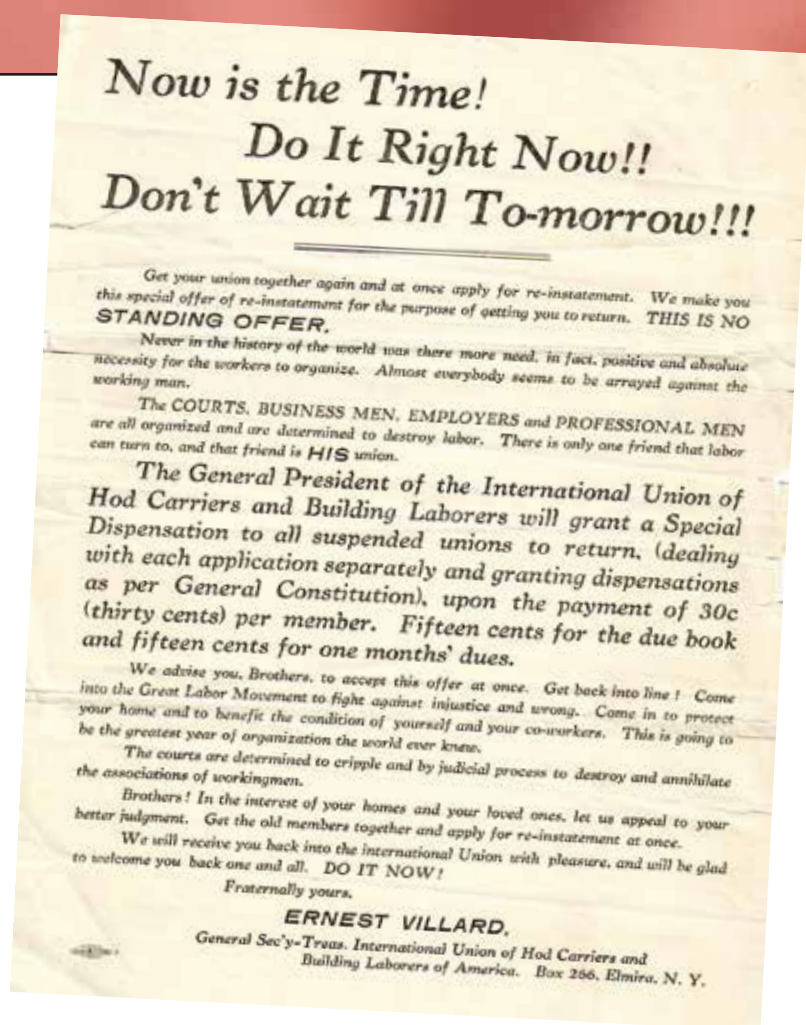 Now is the Time!
Do It Right Now!!
Don't Wait Till To-morrow!!!
Get your union together again and at once apply for re-instatement. We make you
this special offer of re-instatement for the purpose of getting you to return. THIS IS NO
STANDING OFFER.
Never in the history of the world was there more need, in fact, positive and absolute
necessity for the workers to organize. Almost everybody seems to be arrayed against the
working man.
The COURTS, BUSINESS MEN, EMPLOYERS and PROFESSIONAL MEN
are all organized and are determined to destroy labor. There is only one friend that labor
can turn to, and that friend is HIS union.
The General President of the International Union of
Hod Carriers and Building Laborers will grant a Special
Dispensation to all suspended unions to return, (dealing
with each application separately and granting dispensations
as per General Constitution), upon the payment of 30c
(thirty cents) per member. Fifteen cents for the due book
and fifteen cents for one months' dues.
We advise you, Brothers, to accept this offer at once. Get back into line! Come
into the Great Labor Movement to fight against injustice and wrong. Come in to protect
your home and to benefit the condition of yourself and your co-workers. This is going to
be the greatest year of organization the world ever knew.
The courts are determined to cripple and by judicial process to destroy and annihilate
the associations of workingmen.
Brothers! In the interest of your homes and your loved ones, let us appeal to your
better judgment. Get the old members together and apply for re-instatement at once.
We will receive you back into the international Union with pleasure, and will be glad
to welcome you back one and all. DO IT NOW!
Fraternally yours,
ERNEST VILLARD,
General Sec'y-Treas. International Union of Hod Carriers and
Building Laborers of America. Box 266, Elmira, N. Y.